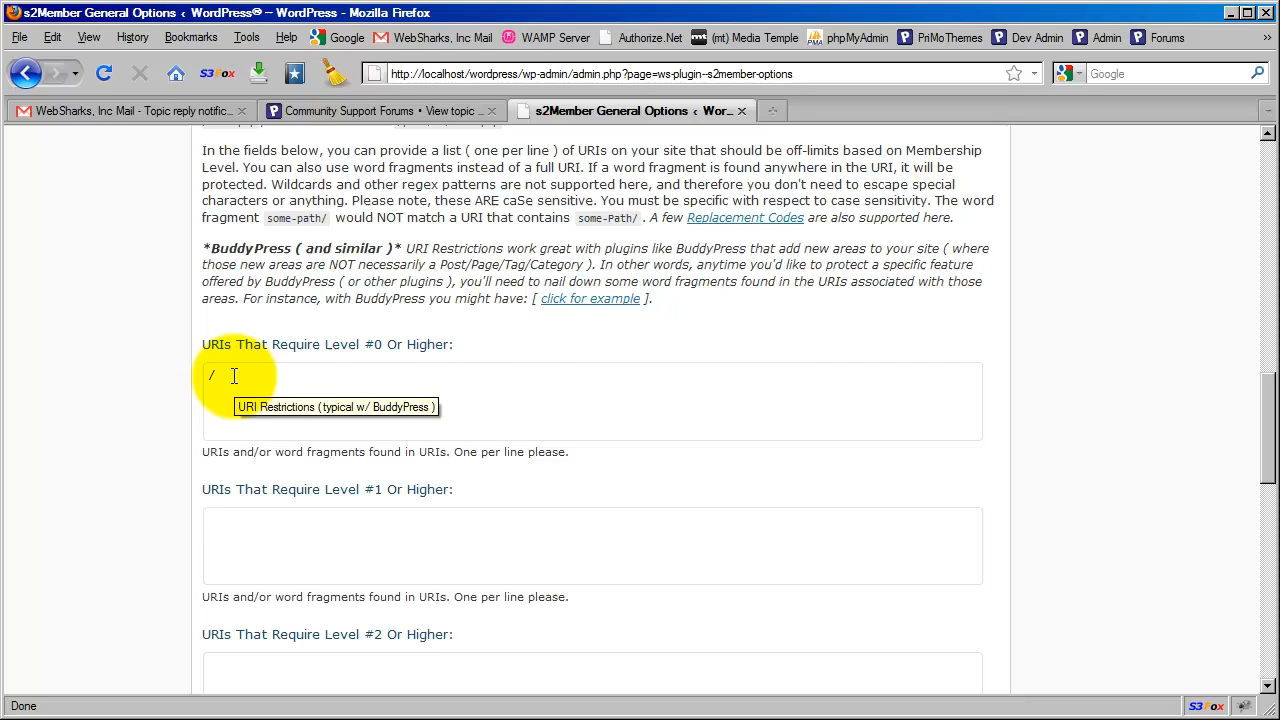 s2Member General Options ‹ WordPress® — WordPress - Mozilla Firefox
File Edit View History Bookmarks Tools Help Google WebSharks, Inc Mail WAMP Server Authorize.Net (mt) Media Temple phpMyAdmin PriMoThemes Dev Admin Admin Forums »
S3Fox http://localhost/wordpress/wp-admin/admin.php?page=ws-plugin--s2member-options Google
WebSharks, Inc Mail - Topic reply notific... Community Support Forums • View topic ... s2Member General Options ‹ Wor...
In the fields below, you can provide a list ( one per line ) of URIs on your site that should be off-limits based on Membership
Level. You can also use word fragments instead of a full URI. If a word fragment is found anywhere in the URI, it will be
protected. Wildcards and other regex patterns are not supported here, and therefore you don't need to escape special
characters or anything. Please note, these ARE caSe sensitive. You must be specific with respect to case sensitivity. The word
fragment some-path/ would NOT match a URI that contains some-Path/. A few Replacement Codes are also supported here.
*BuddyPress ( and similar )* URI Restrictions work great with plugins like BuddyPress that add new areas to your site ( where
those new areas are NOT necessarily a Post/Page/Tag/Category ). In other words, anytime you'd like to protect a specific feature
offered by BuddyPress ( or other plugins ), you'll need to nail down some word fragments found in the URIs associated with those
areas. For instance, with BuddyPress you might have: [ click for example ].
URIs That Require Level #0 Or Higher:
/
URI Restrictions (typical w/ BuddyPress )
URIs and/or word fragments found in URIs. One per line please.
URIs That Require Level #1 Or Higher:
URIs and/or word fragments found in URIs. One per line please.
URIs That Require Level #2 Or Higher:
Done S3Fox